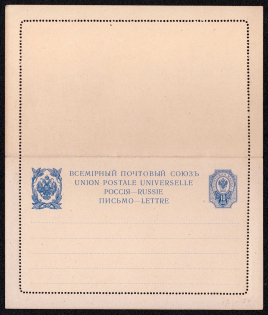 ВСЕМІРНЫЙ ПОЧТОВЫЙ СОЮЗЪ
UNION POSTALE UNIVERSELLE
РОССІЯ—RUSSIE
ПИСЬМО—LETTRE